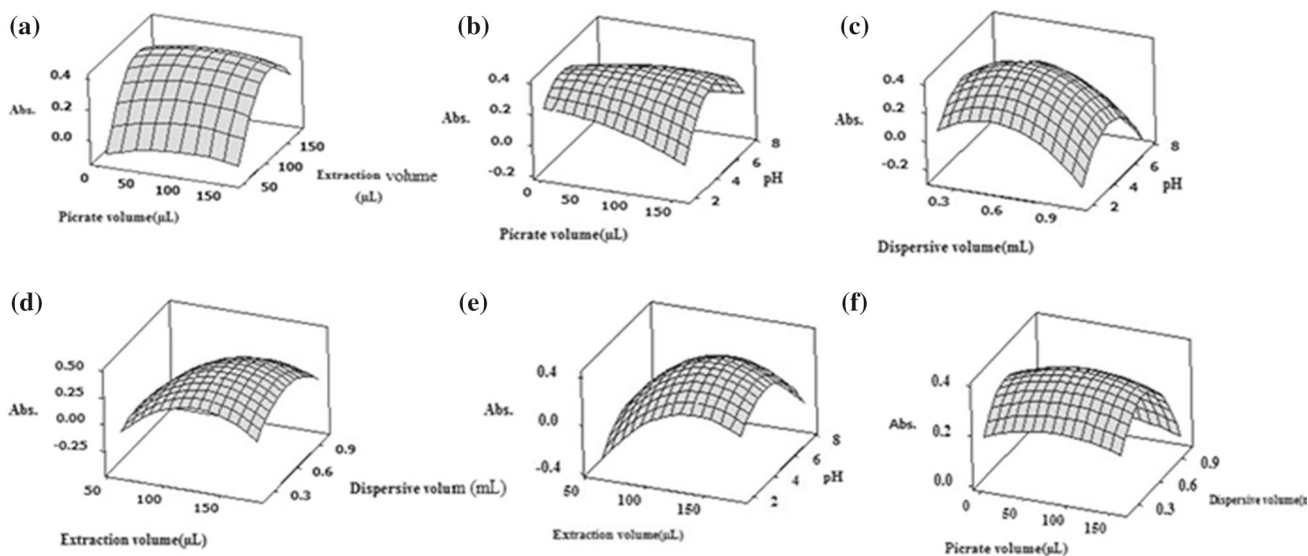 (a)
0.4
Abs.
0.2
0.0
0
50
100
150
Picrate volume(µL)
50
100
150
Extraction volume
(µL)
(b)
0.4
0.2
Abs.
0.0
-0.2
0
50
100
150
Picrate volume(µL)
2
4
6
8
pH
(c)
0.4
0.2
Abs.
0.0
-0.2
0.3
0.6
0.9
Dispersive volume(mL)
2
4
6
8
pH
(d)
0.50
0.25
Abs.
0.00
-0.25
50
100
150
Extraction volume(µL)
0.3
0.6
0.9
Dispersive volum (mL)
(e)
0.4
Abs.
0.0
-0.4
50
100
150
Extraction volume(µL)
2
4
6
8
pH
(f)
0.4
Abs.
0.2
0.0
0
50
100
150
Picrate volume(µL)
0.3
0.6
0.9
Dispersive volume(m